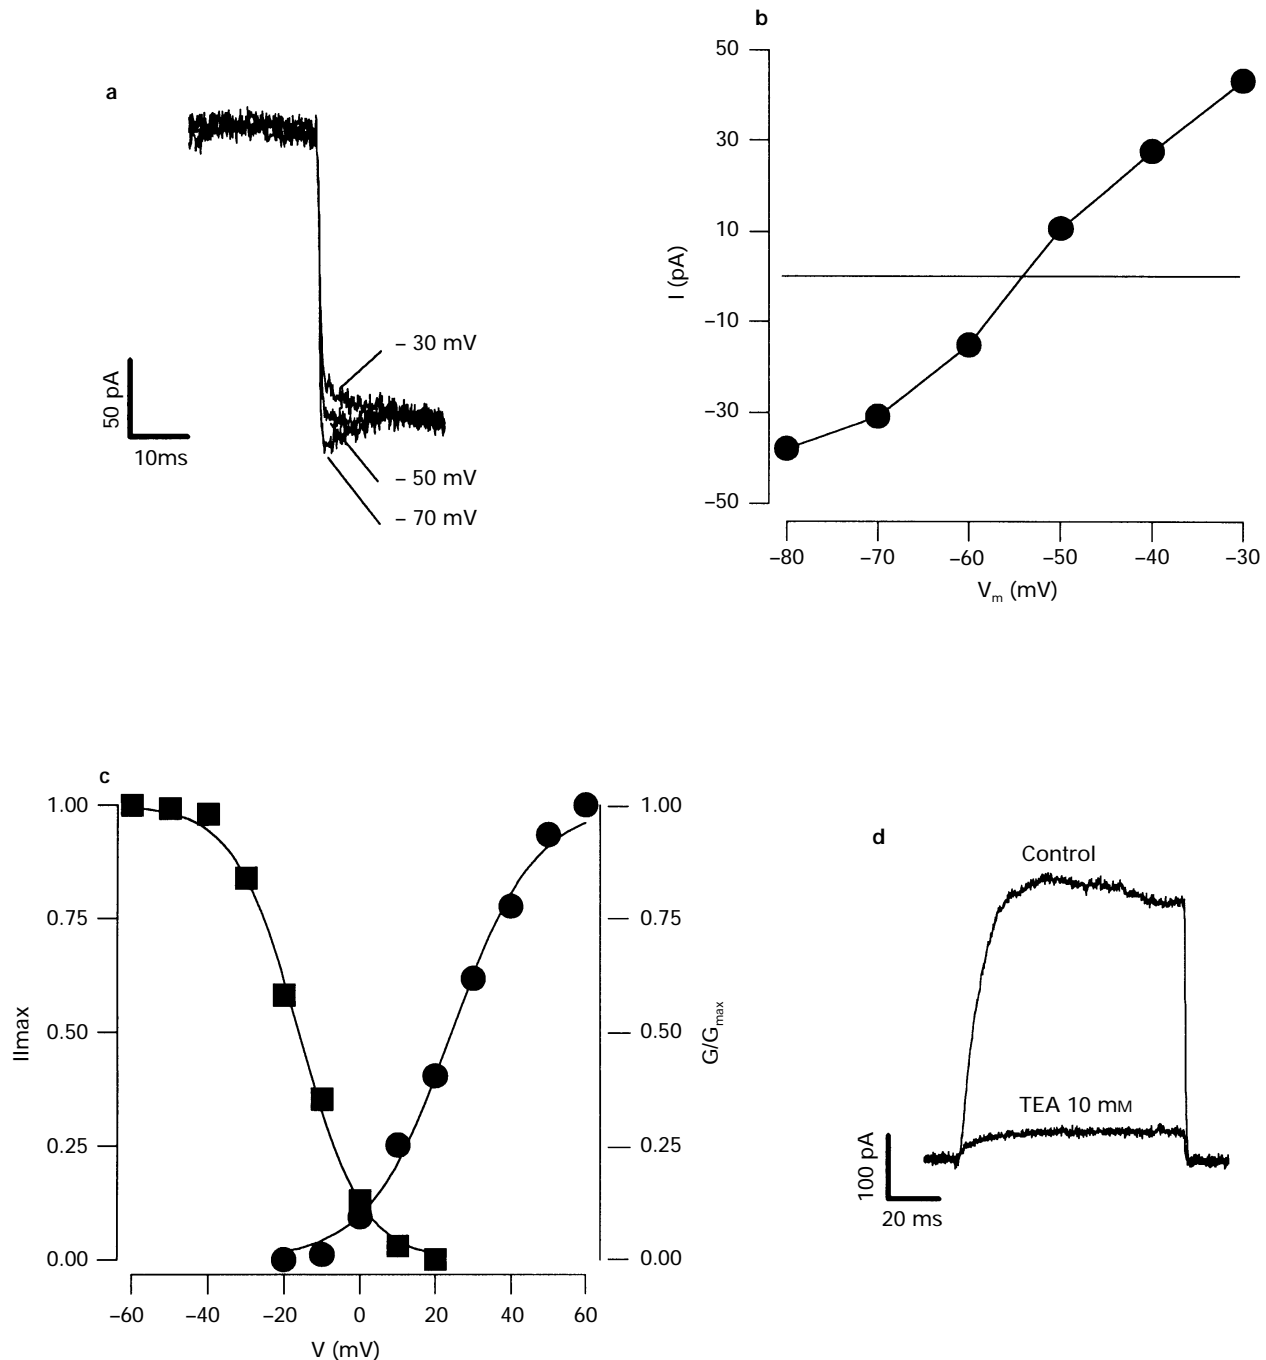 a
50 pA
10ms
– 30 mV
– 50 mV
– 70 mV
b
50
30
10
–10
–30
–50
I (pA)
–80 –70 –60 –50 –40 –30
Vm (mV)
c
1.00
0.75
0.50
0.25
0.00
IImax
1.00
0.75
0.50
0.25
0.00
G/Gmax
–60 –40 –20 0 20 40 60
V (mV)
d
Control
TEA 10 mM
100 pA
20 ms